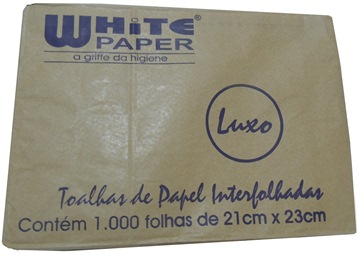 WHITE®
PAPER
a griffe da higiene
Luxo
Toalhas de Papel Interfolhadas
Contém 1.000 folhas de 21cm x 23cm